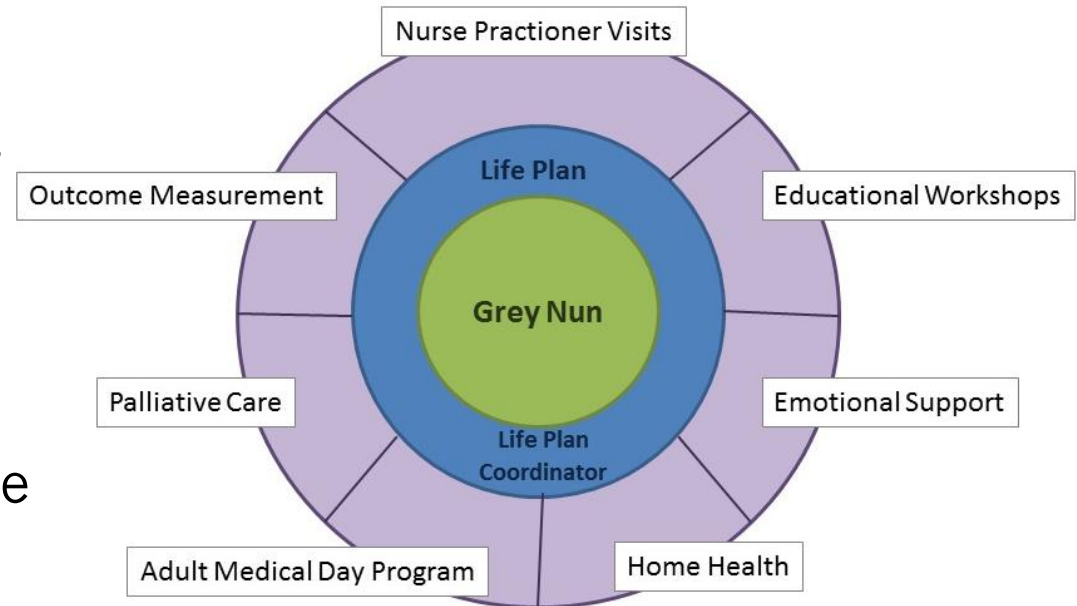 Nurse Practioner Visits
Life Plan
Outcome Measurement
Educational Workshops
Grey Nun
Palliative Care
Emotional Support
Life Plan
Coordinator
e
Adult Medical Day Program
Home Health